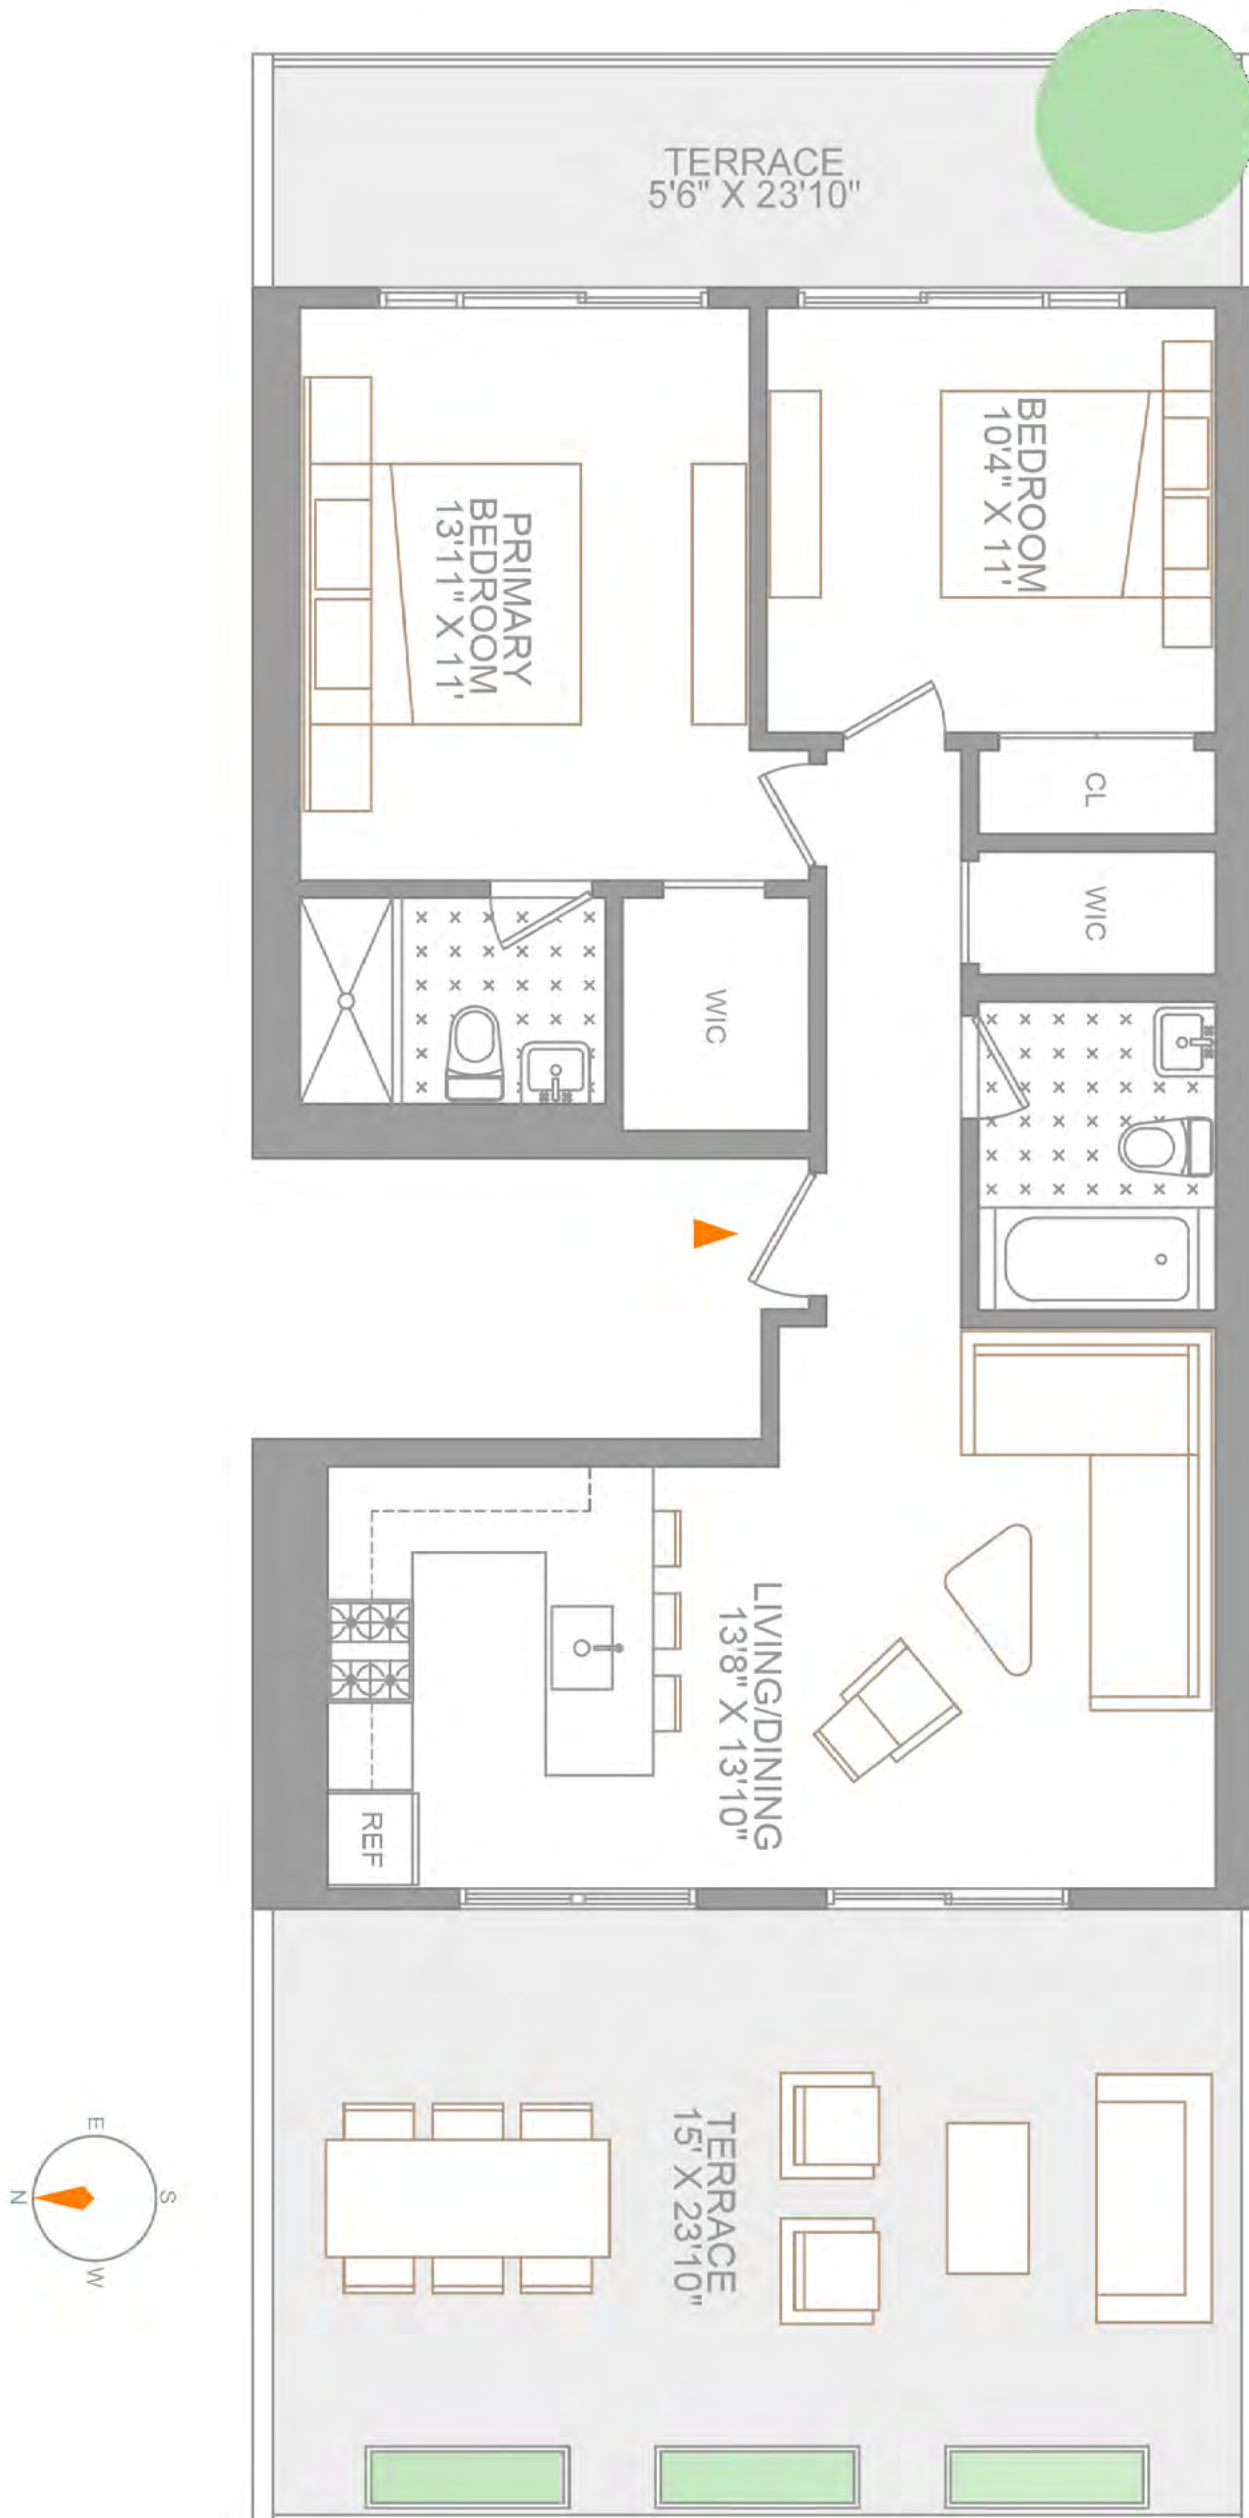 TERRACE
5'6" X 23'10"
BEDROOM
10'4" X 11'
PRIMARY
BEDROOM
13'11" X 11'
CL
WIC
WIC
LIVING/DINING
13'8" X 13'10"
REF
TERRACE
15' X 23'10"
E
N
S
W